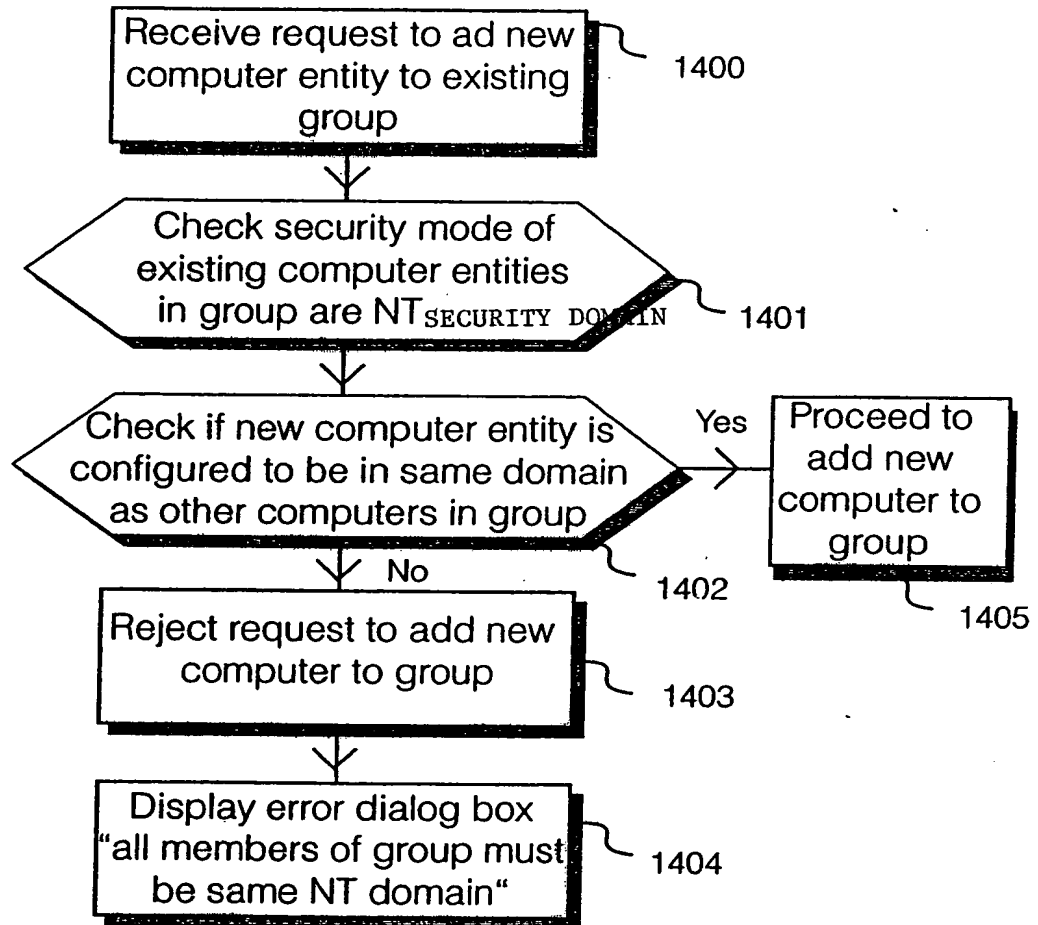 Receive request to ad new
computer entity to existing
group
1400
Check security mode of
existing computer entities
in group are NT SECURITY DOMAIN
1401
Check if new computer entity is
configured to be in same domain
as other computers in group
1402
Yes
Proceed to
add new
computer to
group
1405
No
Reject request to add new
computer to group
1403
Display error dialog box
“all members of group must
be same NT domain“
1404